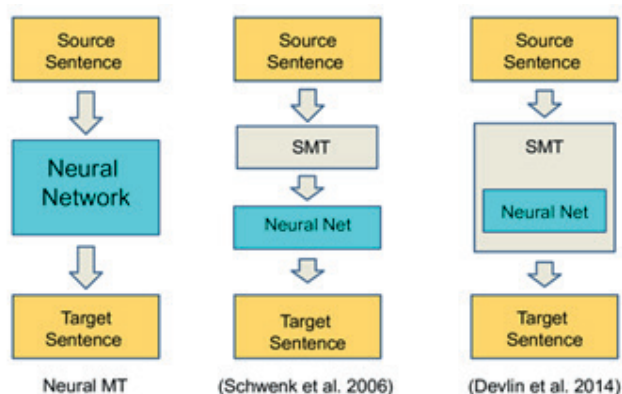 Source
Sentence
Neural
Network
Target
Sentence
Neural MT
Source
Sentence
SMT
Neural Net
Target
Sentence
(Schwenk et al. 2006)
Source
Sentence
SMT
Neural Net
Target
Sentence
(Devlin et al. 2014)